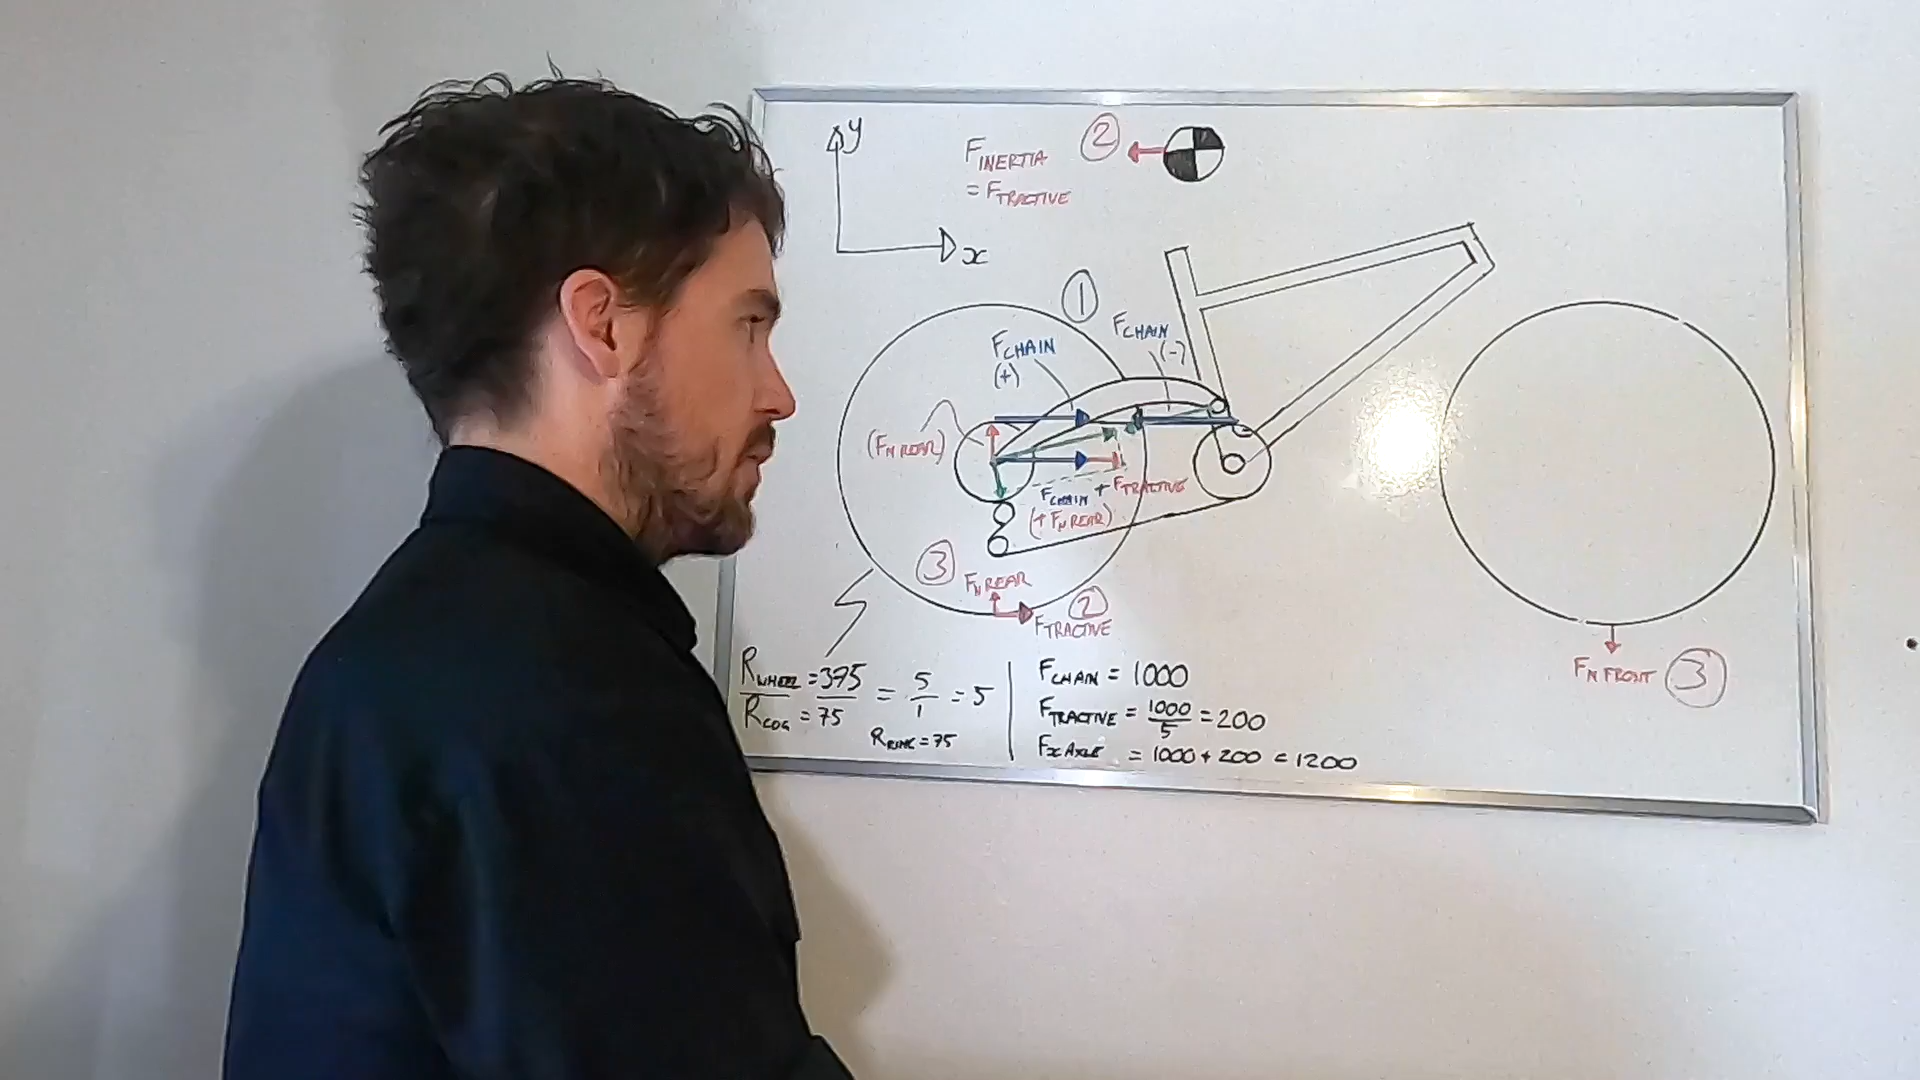 y
F INERTIA
= F TRACTIVE
2
x
1
F CHAIN
(+)
F CHAIN
(-)
(F N REAR)
F CHAIN + F TRACTIVE
(+ F N REAR)
3
F N REAR
2
F TRACTIVE
F N FRONT 3
R WHEEL = 375
R COG = 75
= 5/1 = 5
R RING = 75
F CHAIN = 1000
F TRACTIVE = 1000/5 = 200
F X AXLE = 1000 + 200 = 1200